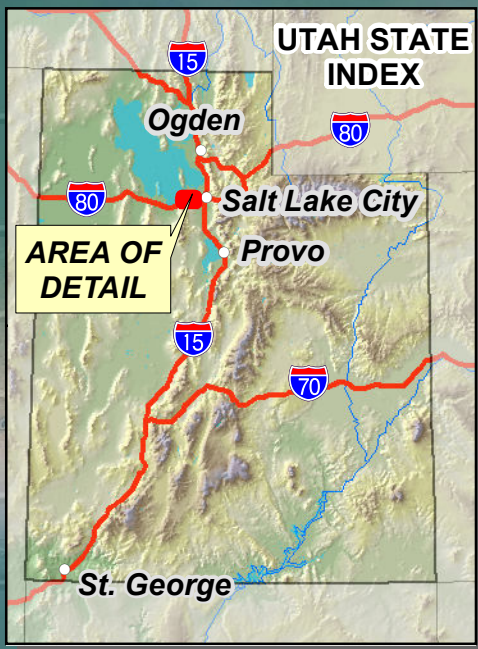 UTAH STATE
INDEX
15
Ogden
80
80
Salt Lake City
AREA OF
DETAIL
Provo
15
70
St. George